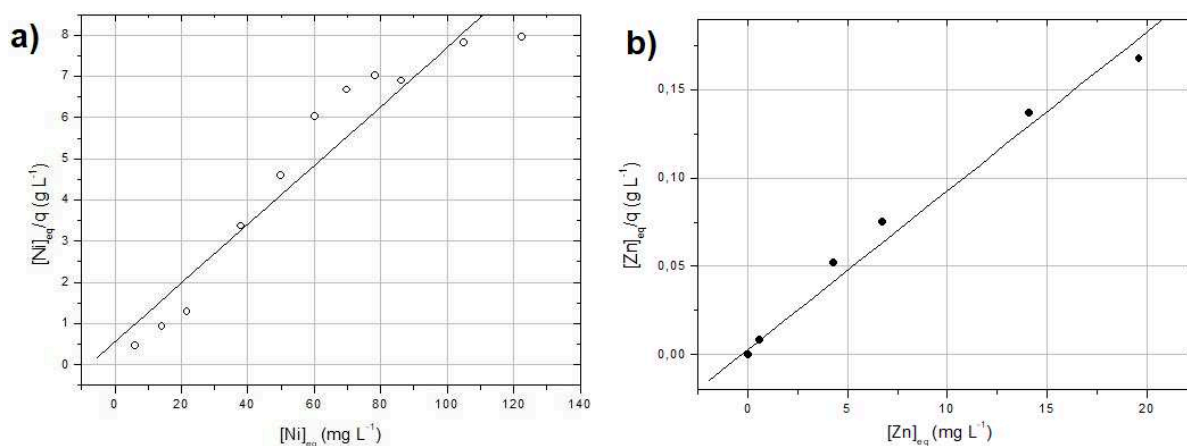 a)
8
7
6
5
4
3
2
1
0
[Ni]eq/q (g L-1)
0 20 40 60 80 100 120 140
[Ni]eq (mg L-1)
b)
0,15
0,10
0,05
0,00
[Zn]eq/q (g L-1)
0 5 10 15 20
[Zn]eq (mg L-1)